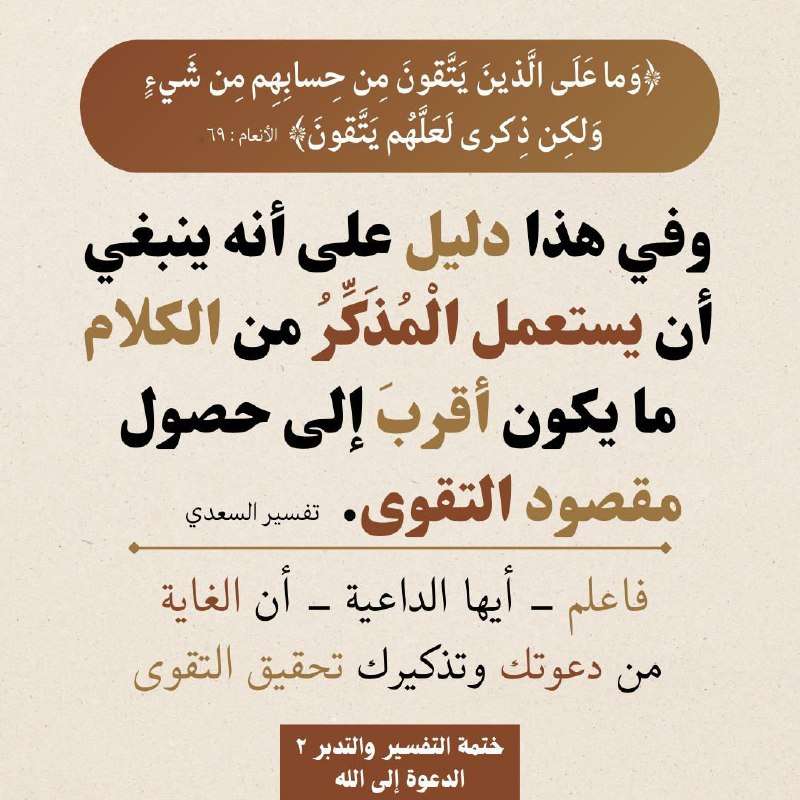 ﴿وَما عَلَى الَّذينَ يَتَّقونَ مِن حِسابِهِم مِن شَيءٍ
وَلكِن ذِكرى لَعَلَّهُم يَتَّقونَ﴾ الأنعام : ٦٩
وفي هذا دليل على أنه ينبغي
أن يستعمل الْمُذَكِّرُ من الكلام
ما يكون أقربَ إلى حصول
مقصود التقوى. تفسير السعدي
فاعلم – أيها الداعية – أن الغاية
من دعوتك وتذكيرك تحقيق التقوى
ختمة التفسير والتدبر ٢
الدعوة إلى الله